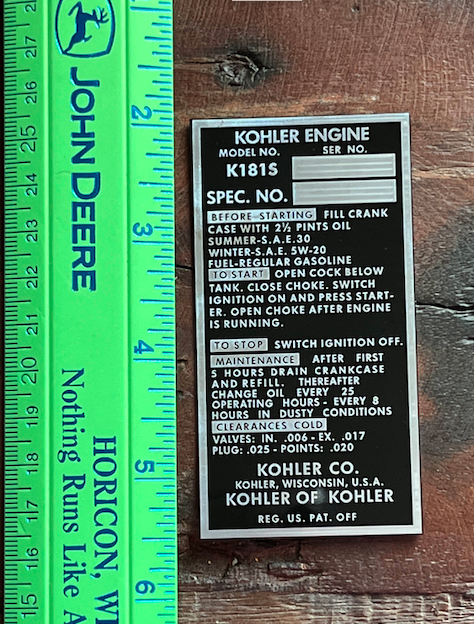 JOHN DEERE
HORICON, WI
Nothing Runs Like A
2
3
4
5
6
27
26
25
24
23
22
21
20
19
18
17
16
15
KOHLER ENGINE
MODEL NO. SER NO.
K181S
SPEC. NO.
BEFORE STARTING FILL CRANK
CASE WITH 2½ PINTS OIL
SUMMER-S.A.E.30
WINTER-S.A.E. 5W-20
FUEL-REGULAR GASOLINE
TO START OPEN COCK BELOW
TANK. CLOSE CHOKE. SWITCH
IGNITION ON AND PRESS START-
ER. OPEN CHOKE AFTER ENGINE
IS RUNNING.
TO STOP SWITCH IGNITION OFF.
MAINTENANCE AFTER FIRST
5 HOURS DRAIN CRANKCASE
AND REFILL. THEREAFTER
CHANGE OIL EVERY 25
OPERATING HOURS - EVERY 8
HOURS IN DUSTY CONDITIONS
CLEARANCES COLD
VALVES: IN. .006 - EX. .017
PLUG: .025 - POINTS: .020
KOHLER CO.
KOHLER, WISCONSIN, U.S.A.
KOHLER OF KOHLER
REG. US. PAT. OFF